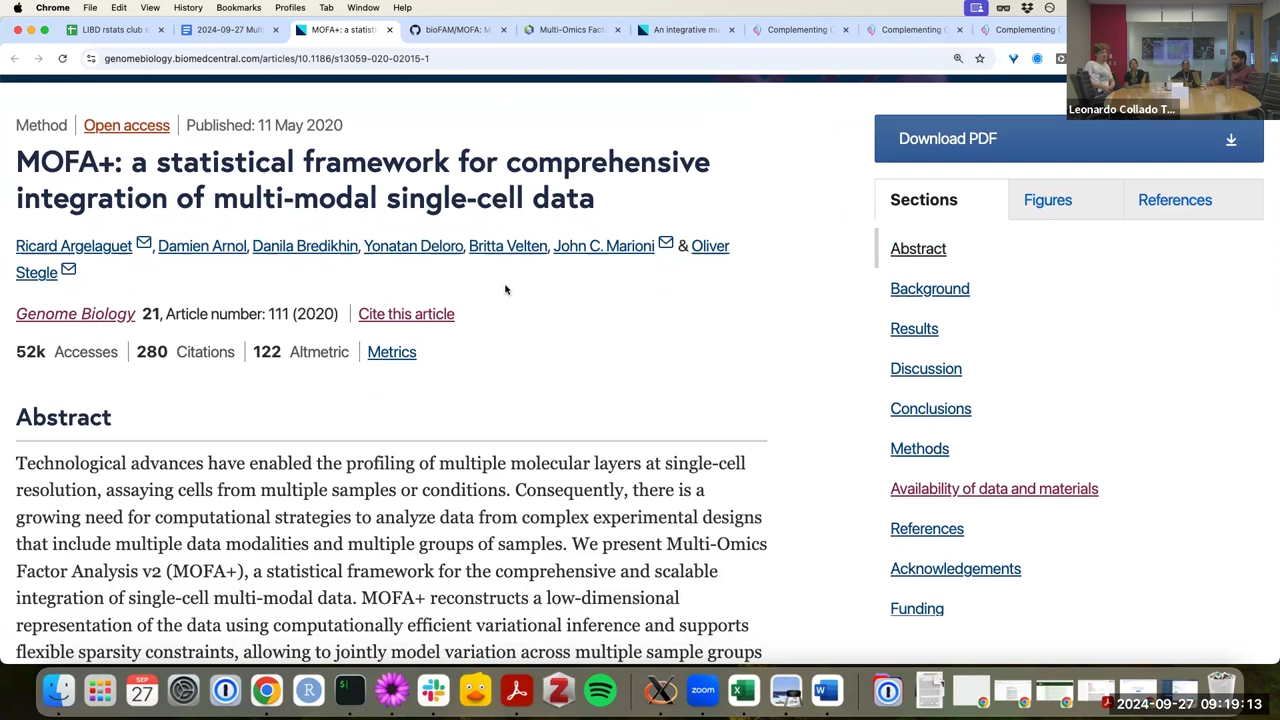 Chrome File Edit View History Bookmarks Profiles Tab Window Help
LIBD rstats club s
2024-09-27 Mult
MOFA+: a statisti
bioFAM/MOFA: M
Multi-Omics Fact
An integrative mu
Complementing C
Complementing C
Complementing C
genomebiology.biomedcentral.com/articles/10.1186/s13059-020-02015-1
Leonardo Collado T...
Method Open access Published: 11 May 2020
MOFA+: a statistical framework for comprehensive
integration of multi-modal single-cell data
Ricard Argelaguet, Damien Arnol, Danila Bredikhin, Yonatan Deloro, Britta Velten, John C. Marioni & Oliver
Stegle
Genome Biology 21, Article number: 111 (2020) Cite this article
52k Accesses 280 Citations 122 Altmetric Metrics
Abstract
Technological advances have enabled the profiling of multiple molecular layers at single-cell
resolution, assaying cells from multiple samples or conditions. Consequently, there is a
growing need for computational strategies to analyze data from complex experimental designs
that include multiple data modalities and multiple groups of samples. We present Multi-Omics
Factor Analysis v2 (MOFA+), a statistical framework for the comprehensive and scalable
integration of single-cell multi-modal data. MOFA+ reconstructs a low-dimensional
representation of the data using computationally efficient variational inference and supports
flexible sparsity constraints, allowing to jointly model variation across multiple sample groups
Download PDF
Sections Figures References
Abstract
Background
Results
Discussion
Conclusions
Methods
Availability of data and materials
References
Acknowledgements
Funding
SEP
27
R
zoom
2024-09-27 09:19:13